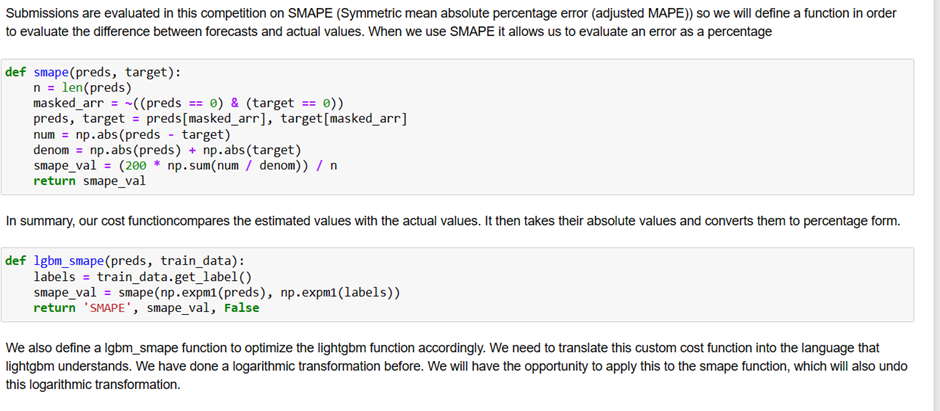 Submissions are evaluated in this competition on SMAPE (Symmetric mean absolute percentage error (adjusted MAPE)) so we will define a function in order
to evaluate the difference between forecasts and actual values. When we use SMAPE it allows us to evaluate an error as a percentage
def smape(preds, target):
    n = len(preds)
    masked_arr = ~((preds == 0) & (target == 0))
    preds, target = preds[masked_arr], target[masked_arr]
    num = np.abs(preds - target)
    denom = np.abs(preds) + np.abs(target)
    smape_val = (200 * np.sum(num / denom)) / n
    return smape_val
In summary, our cost functioncompares the estimated values with the actual values. It then takes their absolute values and converts them to percentage form.
def lgbm_smape(preds, train_data):
    labels = train_data.get_label()
    smape_val = smape(np.expm1(preds), np.expm1(labels))
    return 'SMAPE', smape_val, False
We also define a lgbm_smape function to optimize the lightgbm function accordingly. We need to translate this custom cost function into the language that
lightgbm understands. We have done a logarithmic transformation before. We will have the opportunity to apply this to the smape function, which will also undo
this logarithmic transformation.